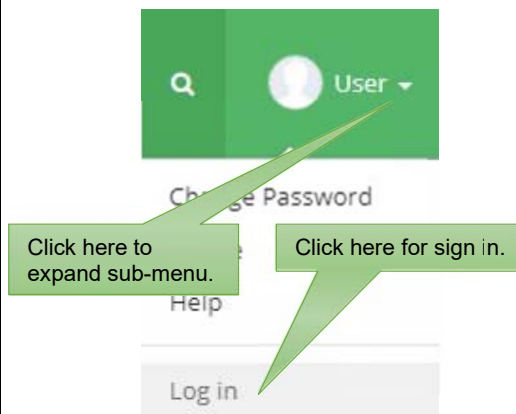 User
Change Password
Click here to
expand sub-menu.
Click here for sign in.
Help
Log in